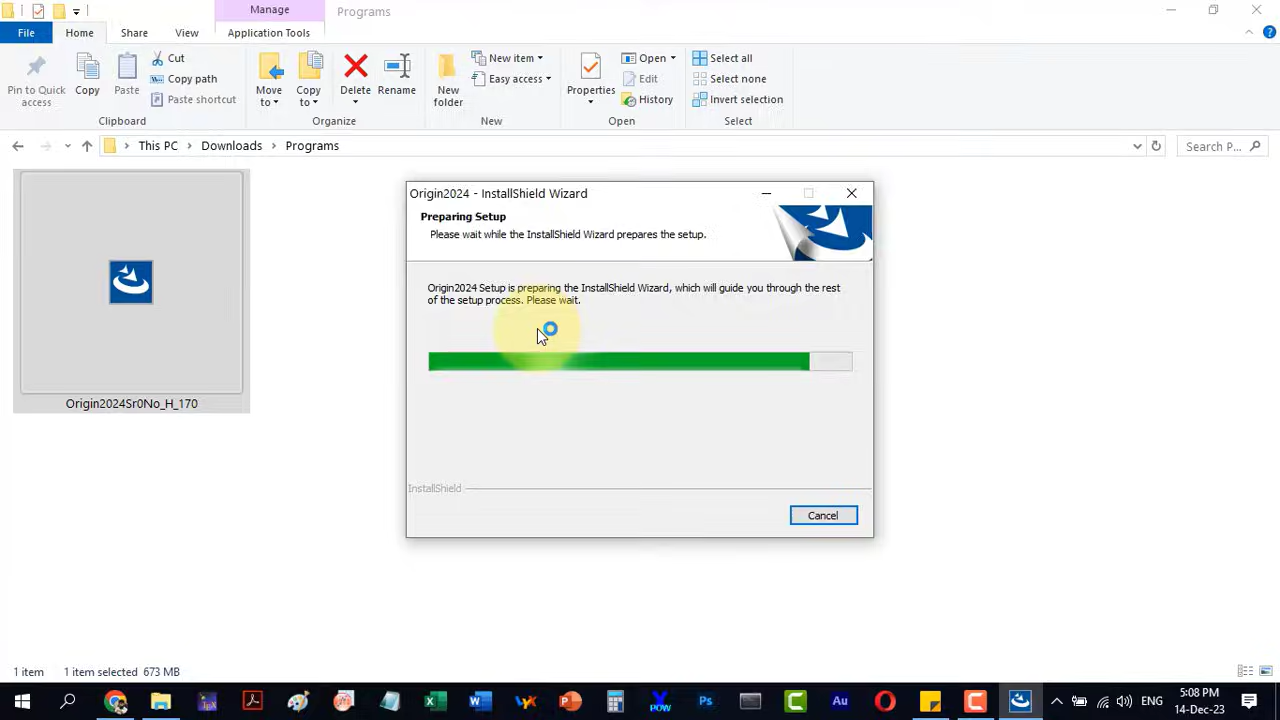 Manage
Programs
File
Home
Share
View
Application Tools
Pin to Quick access
Copy
Paste
Cut
Copy path
Paste shortcut
Move to
Copy to
Delete
Rename
New folder
New item
Easy access
Properties
Open
Edit
History
Select all
Select none
Invert selection
Clipboard
Organize
New
Open
Select
This PC
Downloads
Programs
Search P...
Origin2024Sr0No_H_170
Origin2024 - InstallShield Wizard
Preparing Setup
Please wait while the InstallShield Wizard prepares the setup.
Origin2024 Setup is preparing the InstallShield Wizard, which will guide you through the rest
of the setup process. Please wait.
InstallShield
Cancel
1 item
1 item selected 673 MB
POW
Ps
Au
ENG
5:08 PM
14-Dec-23